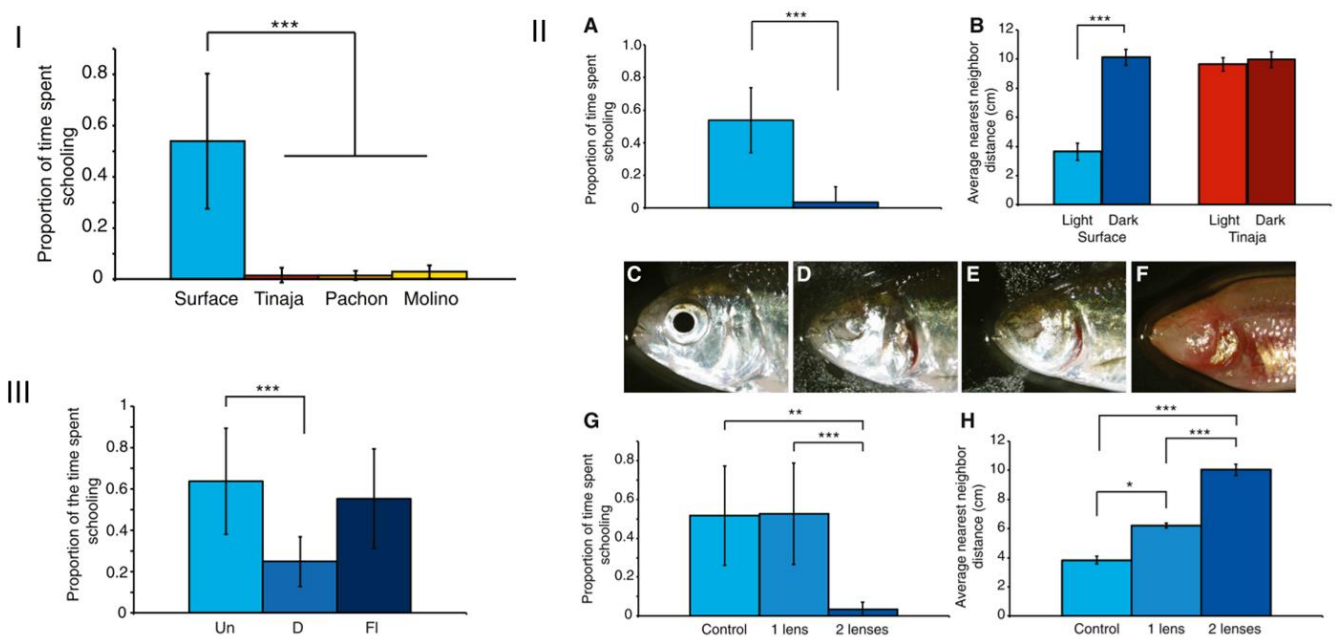 I
***
Proportion of time spent
schooling
0.8
0.6
0.4
0.2
0
Surface Tinaja Pachon Molino
II
A
***
Proportion of time spent
schooling
1.0
0.8
0.6
0.4
0.2
0
B
***
Average nearest neighbor
distance (cm)
12
10
8
6
4
2
0
Light Dark Light Dark
Surface Tinaja
C D E F
III
***
Proportion of the time spent
schooling
1
0.8
0.6
0.4
0.2
0
Un D Fl
G
**
***
Proportion of time spent
schooling
0.8
0.6
0.4
0.2
0
Control 1 lens 2 lenses
H
***
***
*
Average nearest neighbor
distance (cm)
12
10
8
6
4
2
0
Control 1 lens 2 lenses